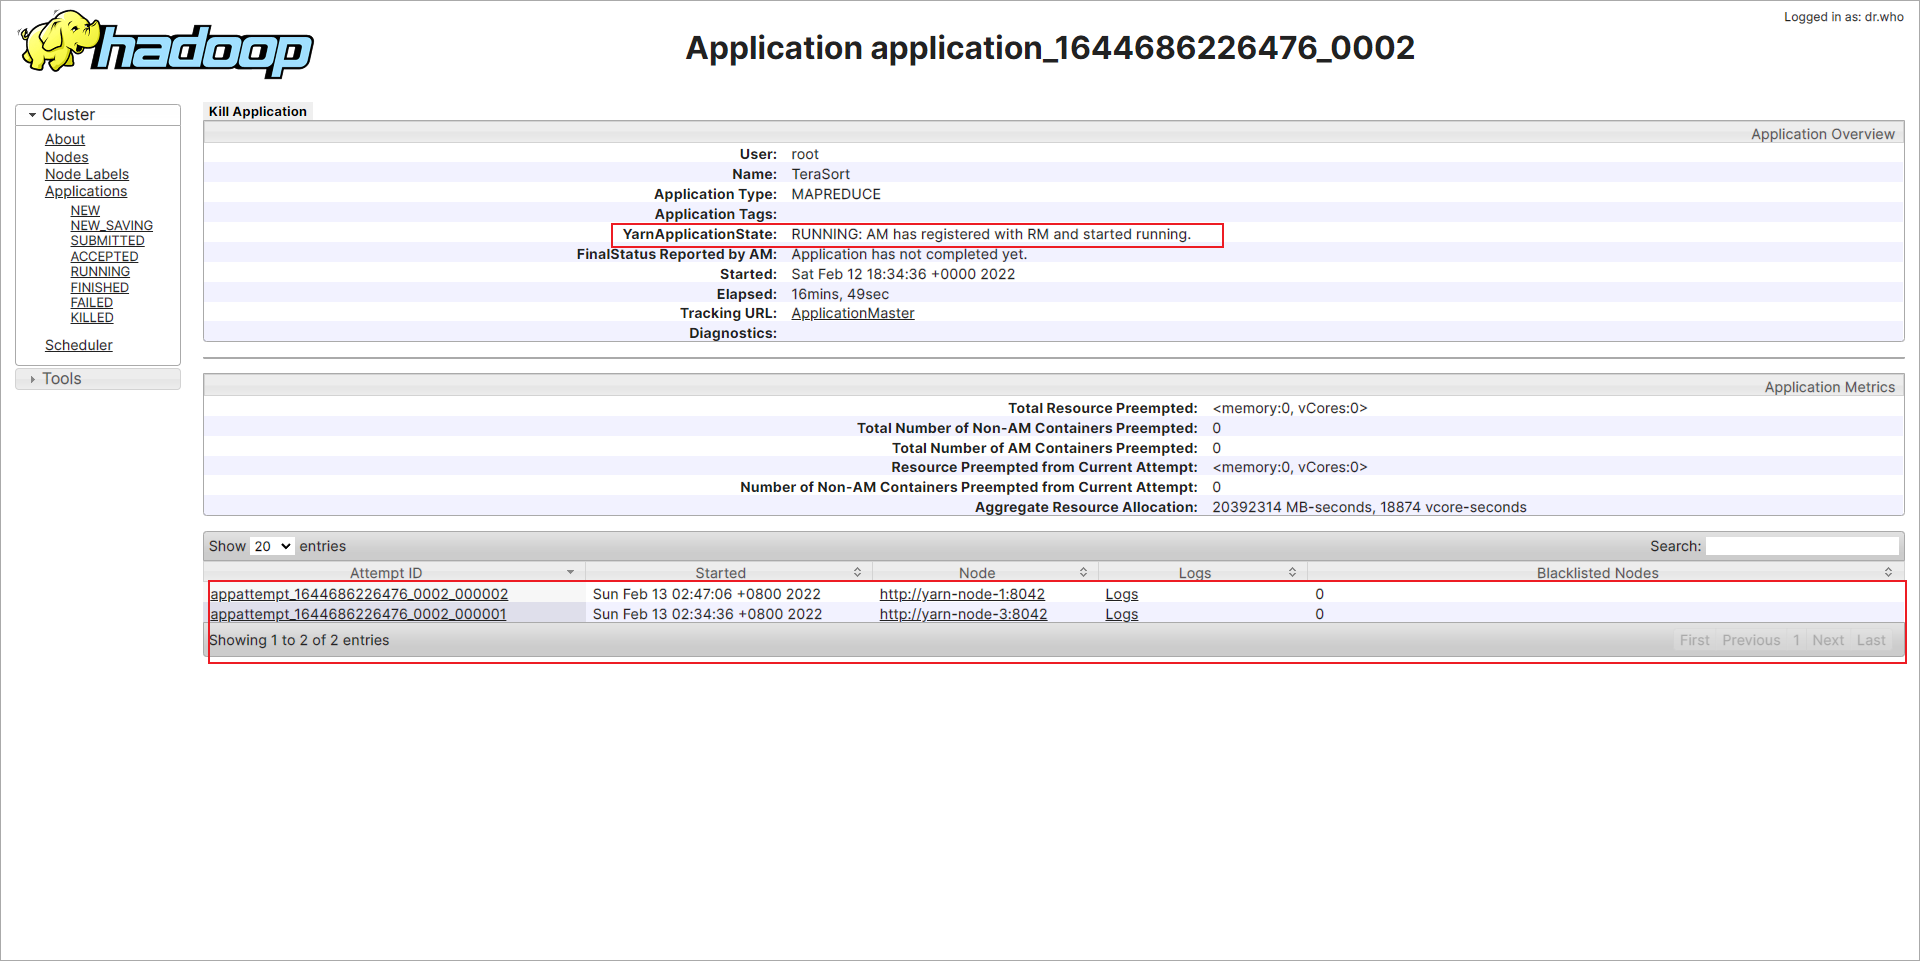 Logged in as: dr.who
hadoop
Application application_1644686226476_0002
Cluster
About
Nodes
Node Labels
Applications
NEW
NEW_SAVING
SUBMITTED
ACCEPTED
RUNNING
FINISHED
FAILED
KILLED
Scheduler
Tools
Kill Application
Application Overview
User: root
Name: TeraSort
Application Type: MAPREDUCE
Application Tags:
YarnApplicationState: RUNNING: AM has registered with RM and started running.
FinalStatus Reported by AM: Application has not completed yet.
Started: Sat Feb 12 18:34:36 +0000 2022
Elapsed: 16mins, 49sec
Tracking URL: ApplicationMaster
Diagnostics:
Application Metrics
Total Resource Preempted: <memory:0, vCores:0>
Total Number of Non-AM Containers Preempted: 0
Total Number of AM Containers Preempted: 0
Resource Preempted from Current Attempt: <memory:0, vCores:0>
Number of Non-AM Containers Preempted from Current Attempt: 0
Aggregate Resource Allocation: 20392314 MB-seconds, 18874 vcore-seconds
Show 20 entries Search:
Attempt ID Started Node Logs Blacklisted Nodes
appattempt_1644686226476_0002_000002 Sun Feb 13 02:47:06 +0800 2022 http://yarn-node-1:8042 Logs 0
appattempt_1644686226476_0002_000001 Sun Feb 13 02:34:36 +0800 2022 http://yarn-node-3:8042 Logs 0
Showing 1 to 2 of 2 entries First Previous 1 Next Last